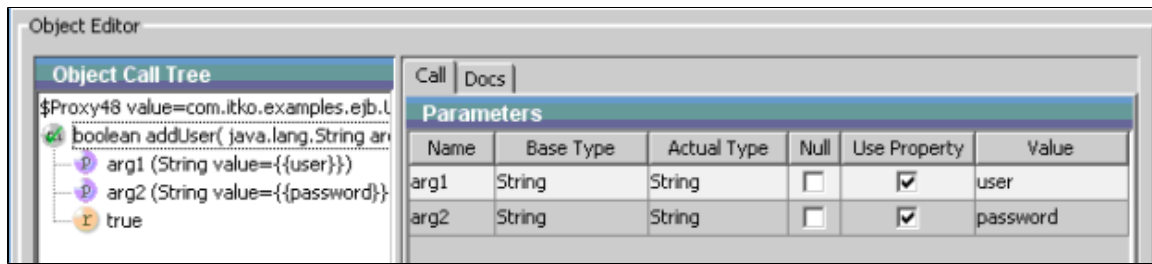 Object Editor
Object Call Tree
$Proxy48 value=com.itko.examples.ejb.
boolean addUser( java.lang.String
arg1 (String value={{user}})
arg2 (String value={{password}}
true
Call Docs
Parameters
Name Base Type Actual Type Null Use Property Value
arg1 String String user
arg2 String String password